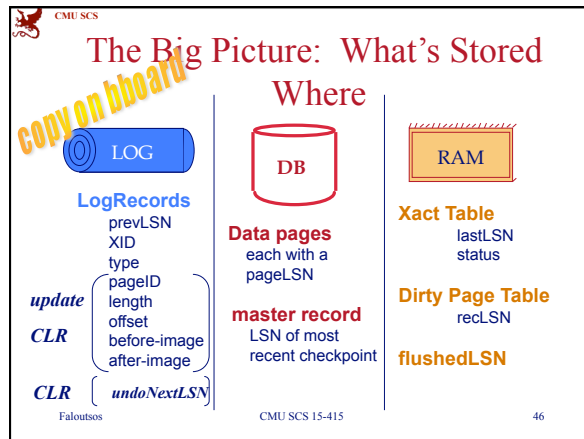 CMU SCS
The Big Picture: What's Stored
Where
copy on bboard
LOG
LogRecords
prevLSN
XID
type
pageID
length
offset
before-image
after-image
update
CLR
CLR
undoNextLSN
DB
Data pages
each with a
pageLSN
master record
LSN of most
recent checkpoint
RAM
Xact Table
lastLSN
status
Dirty Page Table
recLSN
flushedLSN
Faloutsos
CMU SCS 15-415
46